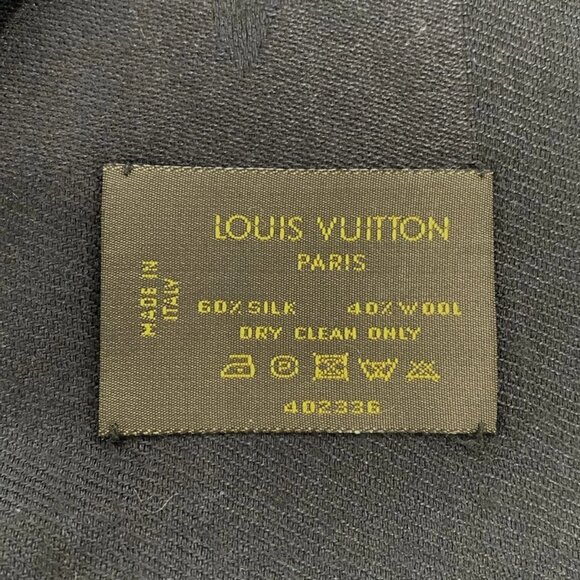 LOUIS VUITTON
PARIS
MADE IN
ITALY
60% SILK 40% WOOL
DRY CLEAN ONLY
P
402336